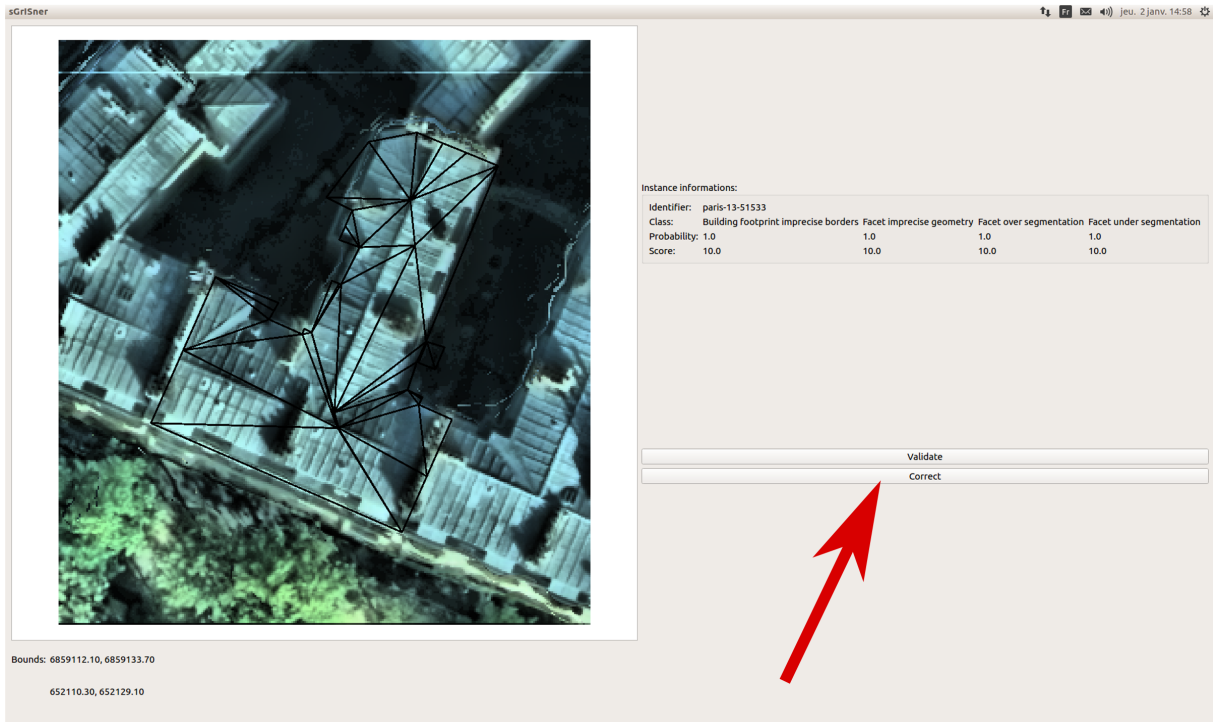 sGrISner
Fr jeu. 2 janv. 14:58
Instance informations:
Identifier: paris-13-51533
Class: Building footprint imprecise borders Facet imprecise geometry Facet over segmentation Facet under segmentation
Probability: 1.0 1.0 1.0 1.0
Score: 10.0 10.0 10.0 10.0
Validate
Correct
Bounds: 6859112.10, 6859133.70
652110.30, 652129.10